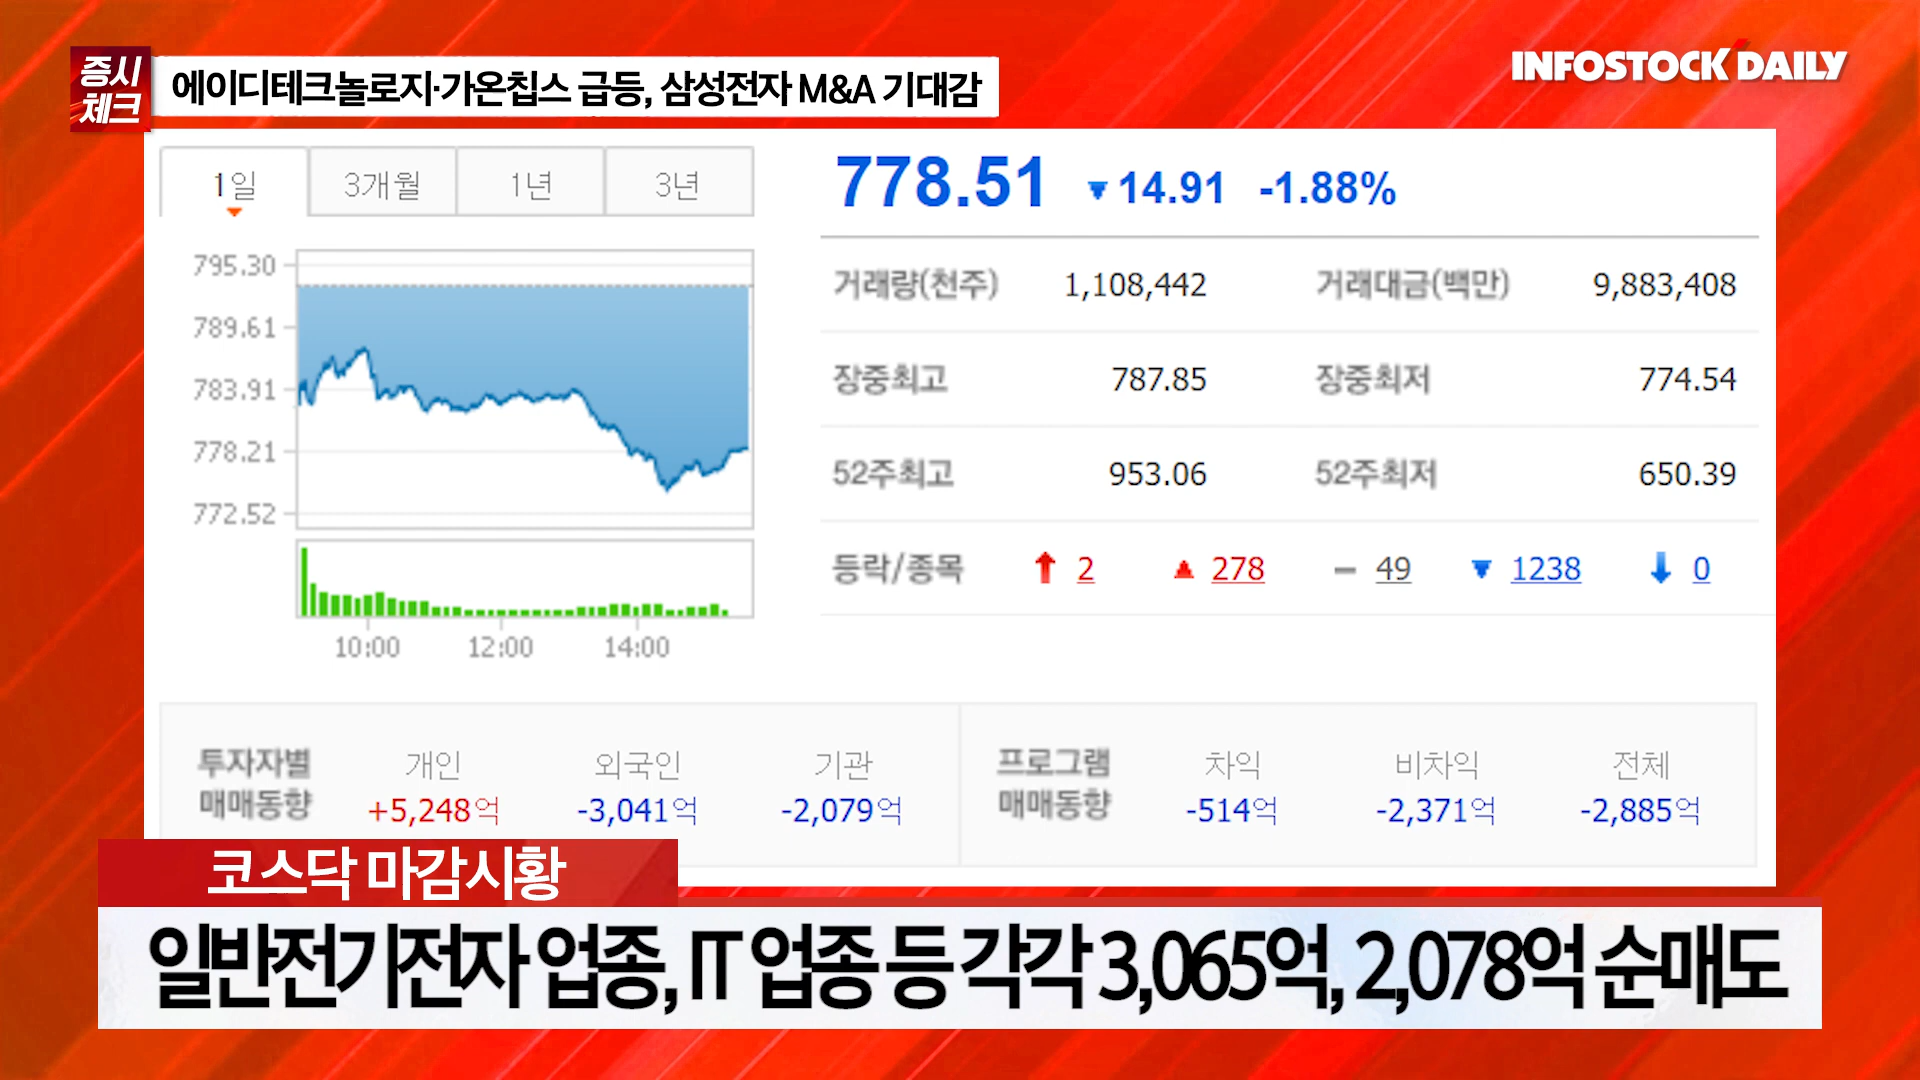 증시
체크
에이디테크놀로지·가온칩스 급등, 삼성전자 M&A 기대감
INFOSTOCK DAILY
1일 3개월 1년 3년
778.51 ▼14.91 -1.88%
795.30
789.61
783.91
778.21
772.52
10:00 12:00 14:00
거래량(천주) 1,108,442 거래대금(백만) 9,883,408
장중최고 787.85 장중최저 774.54
52주최고 953.06 52주최저 650.39
등락/종목 ↑ 2 ▲ 278 − 49 ▼ 1238 ↓ 0
투자자별 매매동향
개인 외국인 기관
+5,248억 -3,041억 -2,079억
프로그램 매매동향
차익 비차익 전체
-514억 -2,371억 -2,885억
코스닥 마감시황
일반전기전자 업종, IT 업종 등 각각 3,065억, 2,078억 순매도